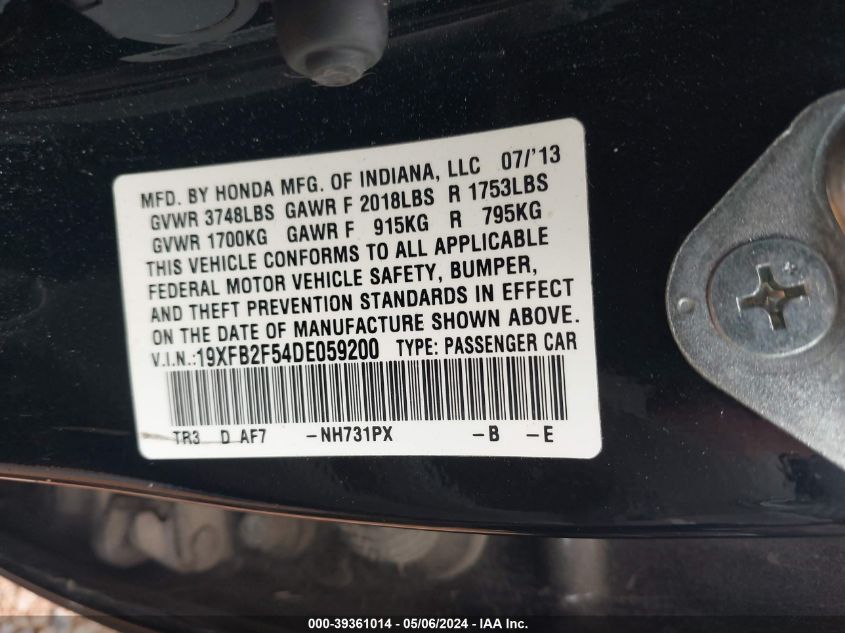 MFD. BY HONDA MFG. OF INDIANA, LLC 07/'13
GVWR 3748LBS GAWR F 2018LBS R 1753LBS
GVWR 1700KG GAWR F 915KG R 795KG
THIS VEHICLE CONFORMS TO ALL APPLICABLE
FEDERAL MOTOR VEHICLE SAFETY, BUMPER,
AND THEFT PREVENTION STANDARDS IN EFFECT
ON THE DATE OF MANUFACTURE SHOWN ABOVE.
V.I.N.:19XFB2F54DE059200 TYPE: PASSENGER CAR
TR3 D AF7 -NH731PX -B -E
000-39361014 - 05/06/2024 - IAA Inc.